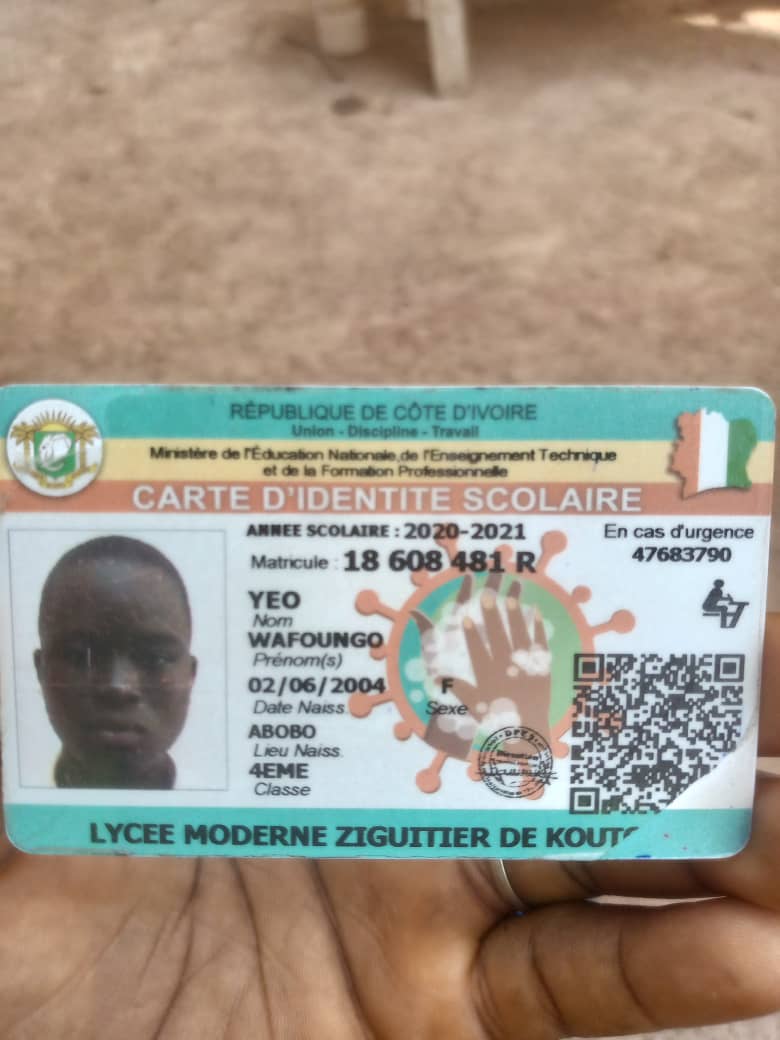 RÉPUBLIQUE DE CÔTE D'IVOIRE
Union - Discipline - Travail
Ministère de l'Éducation Nationale,de l'Enseignement Technique
et de la Formation Professionnelle
CARTE D'IDENTITE SCOLAIRE
ANNEE SCOLAIRE : 2020-2021
Matricule : 18 608 481 R
En cas d'urgence
47683790
YEO
Nom
WAFOUNGO
Prénom(s)
02/06/2004 F
Date Naiss. Sexe
ABOBO
Lieu Naiss.
4EME
Classe
LYCEE MODERNE ZIGUITIER DE